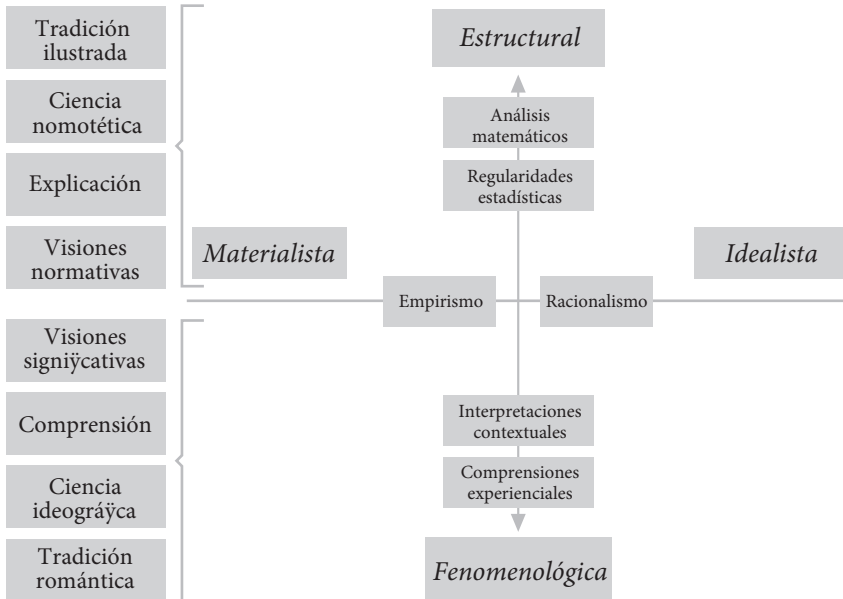 Tradición
ilustrada
Ciencia
nomotética
Explicación
Visiones
normativas
Visiones
signiÿcativas
Comprensión
Ciencia
ideográÿca
Tradición
romántica
Estructural
Análisis
matemáticos
Regularidades
estadísticas
Materialista
Idealista
Empirismo
Racionalismo
Interpretaciones
contextuales
Comprensiones
experienciales
Fenomenológica